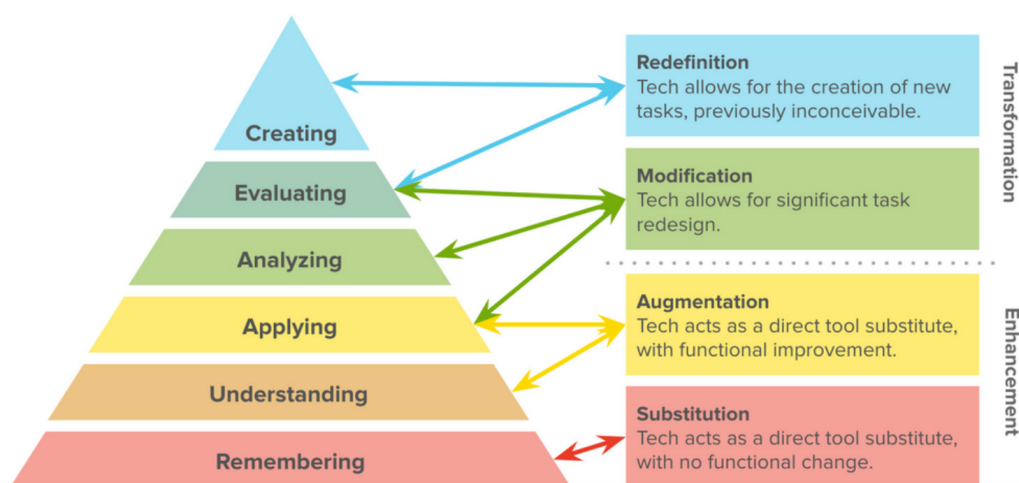 Creating
Evaluating
Analyzing
Applying
Understanding
Remembering
Redefinition
Tech allows for the creation of new
tasks, previously inconceivable.
Modification
Tech allows for significant task
redesign.
Augmentation
Tech acts as a direct tool substitute,
with functional improvement.
Substitution
Tech acts as a direct tool substitute,
with no functional change.
Transformation
Enhancement